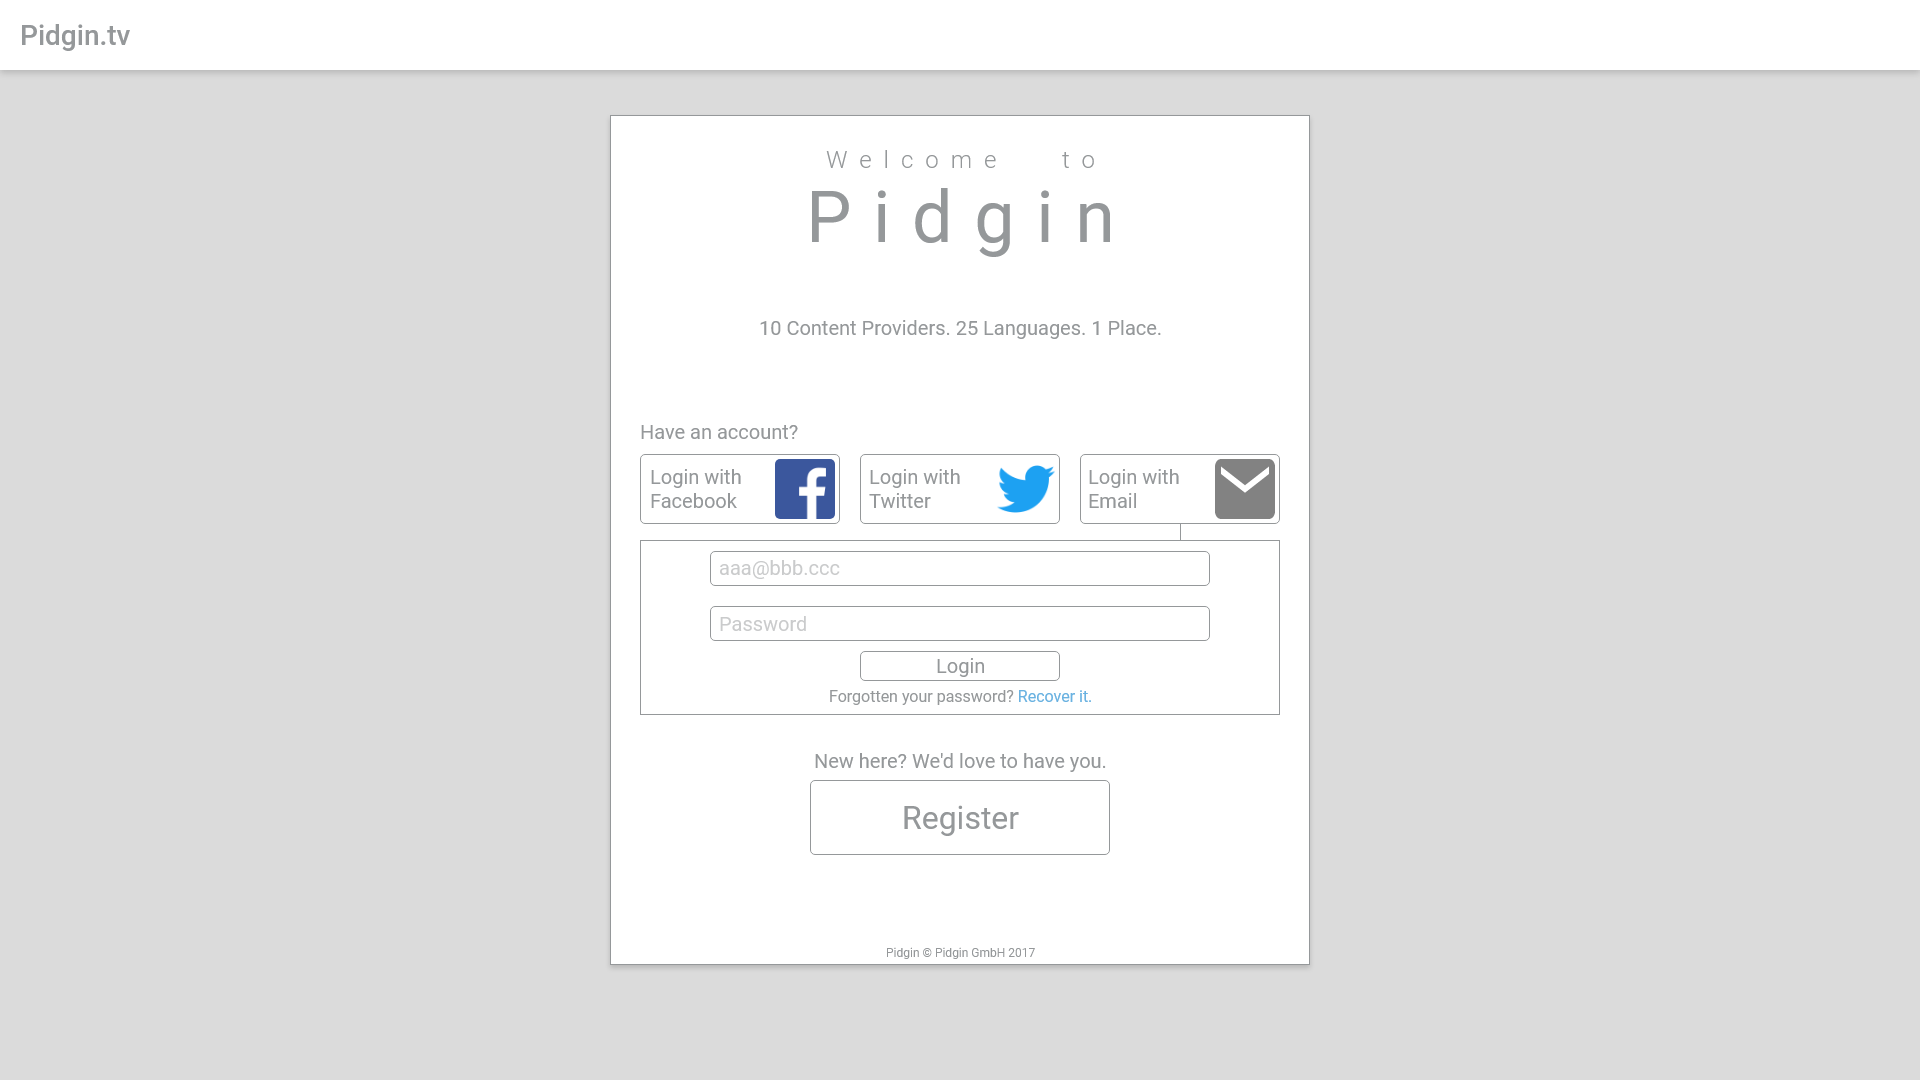 Pidgin.tv
Welcome to
Pidgin
10 Content Providers. 25 Languages. 1 Place.
Have an account?
Login with
Facebook
Login with
Twitter
Login with
Email
aaa@bbb.ccc
Password
Login
Forgotten your password? Recover it.
New here? We'd love to have you.
Register
Pidgin © Pidgin GmbH 2017